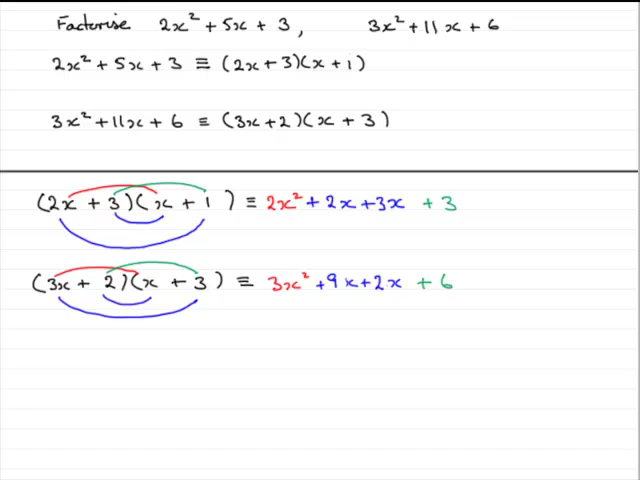 Factorise 2x² + 5x + 3, 3x² + 11x + 6
2x² + 5x + 3 ≡ (2x + 3)(x + 1)
3x² + 11x + 6 ≡ (3x + 2)(x + 3)
(2x + 3)(x + 1) ≡ 2x² + 2x + 3x + 3
(3x + 2)(x + 3) ≡ 3x² + 9x + 2x + 6